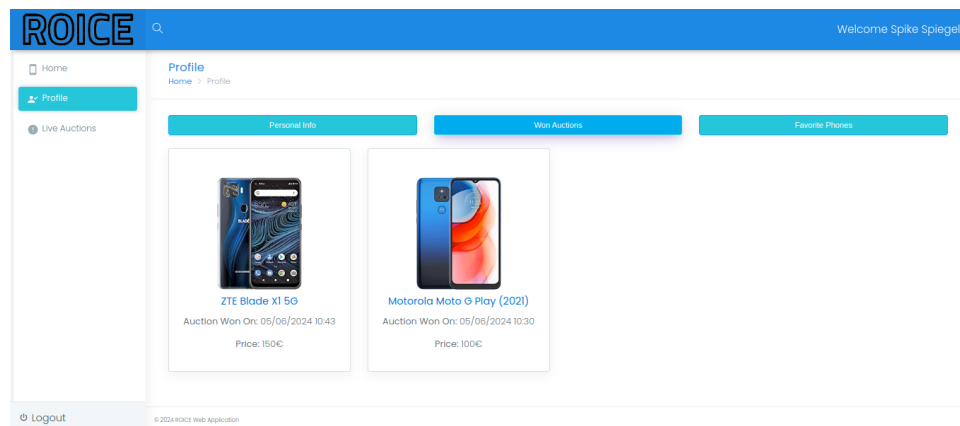 ROICE
Welcome Spike Spiegel
Home
Profile
Live Auctions
Profile
Home > Profile
Personal Info
Won Auctions
Favorite Phones
ZTE Blade X1 5G
Auction Won On: 05/06/2024 10:43
Price: 150€
Motorola Moto G Play (2021)
Auction Won On: 05/06/2024 10:30
Price: 100€
Logout
© 2024 ROICE Web Application